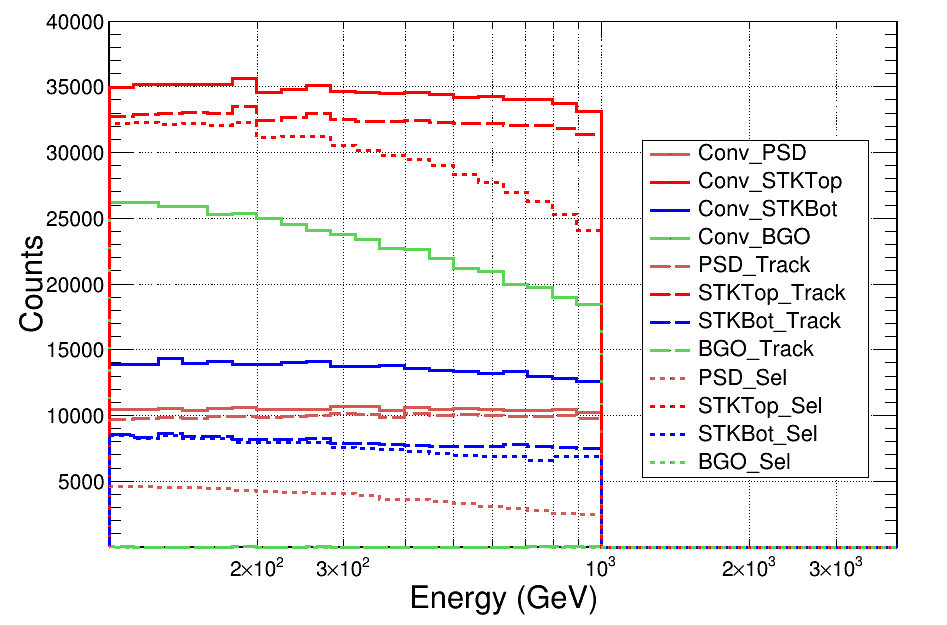 40000
35000
30000
25000
20000
15000
10000
5000
Counts
Conv_PSD
Conv_STKTop
Conv_STKBot
Conv_BGO
PSD_Track
STKTop_Track
STKBot_Track
BGO_Track
PSD_Sel
STKTop_Sel
STKBot_Sel
BGO_Sel
2×10² 3×10² 10³ 2×10³ 3×10³
Energy (GeV)